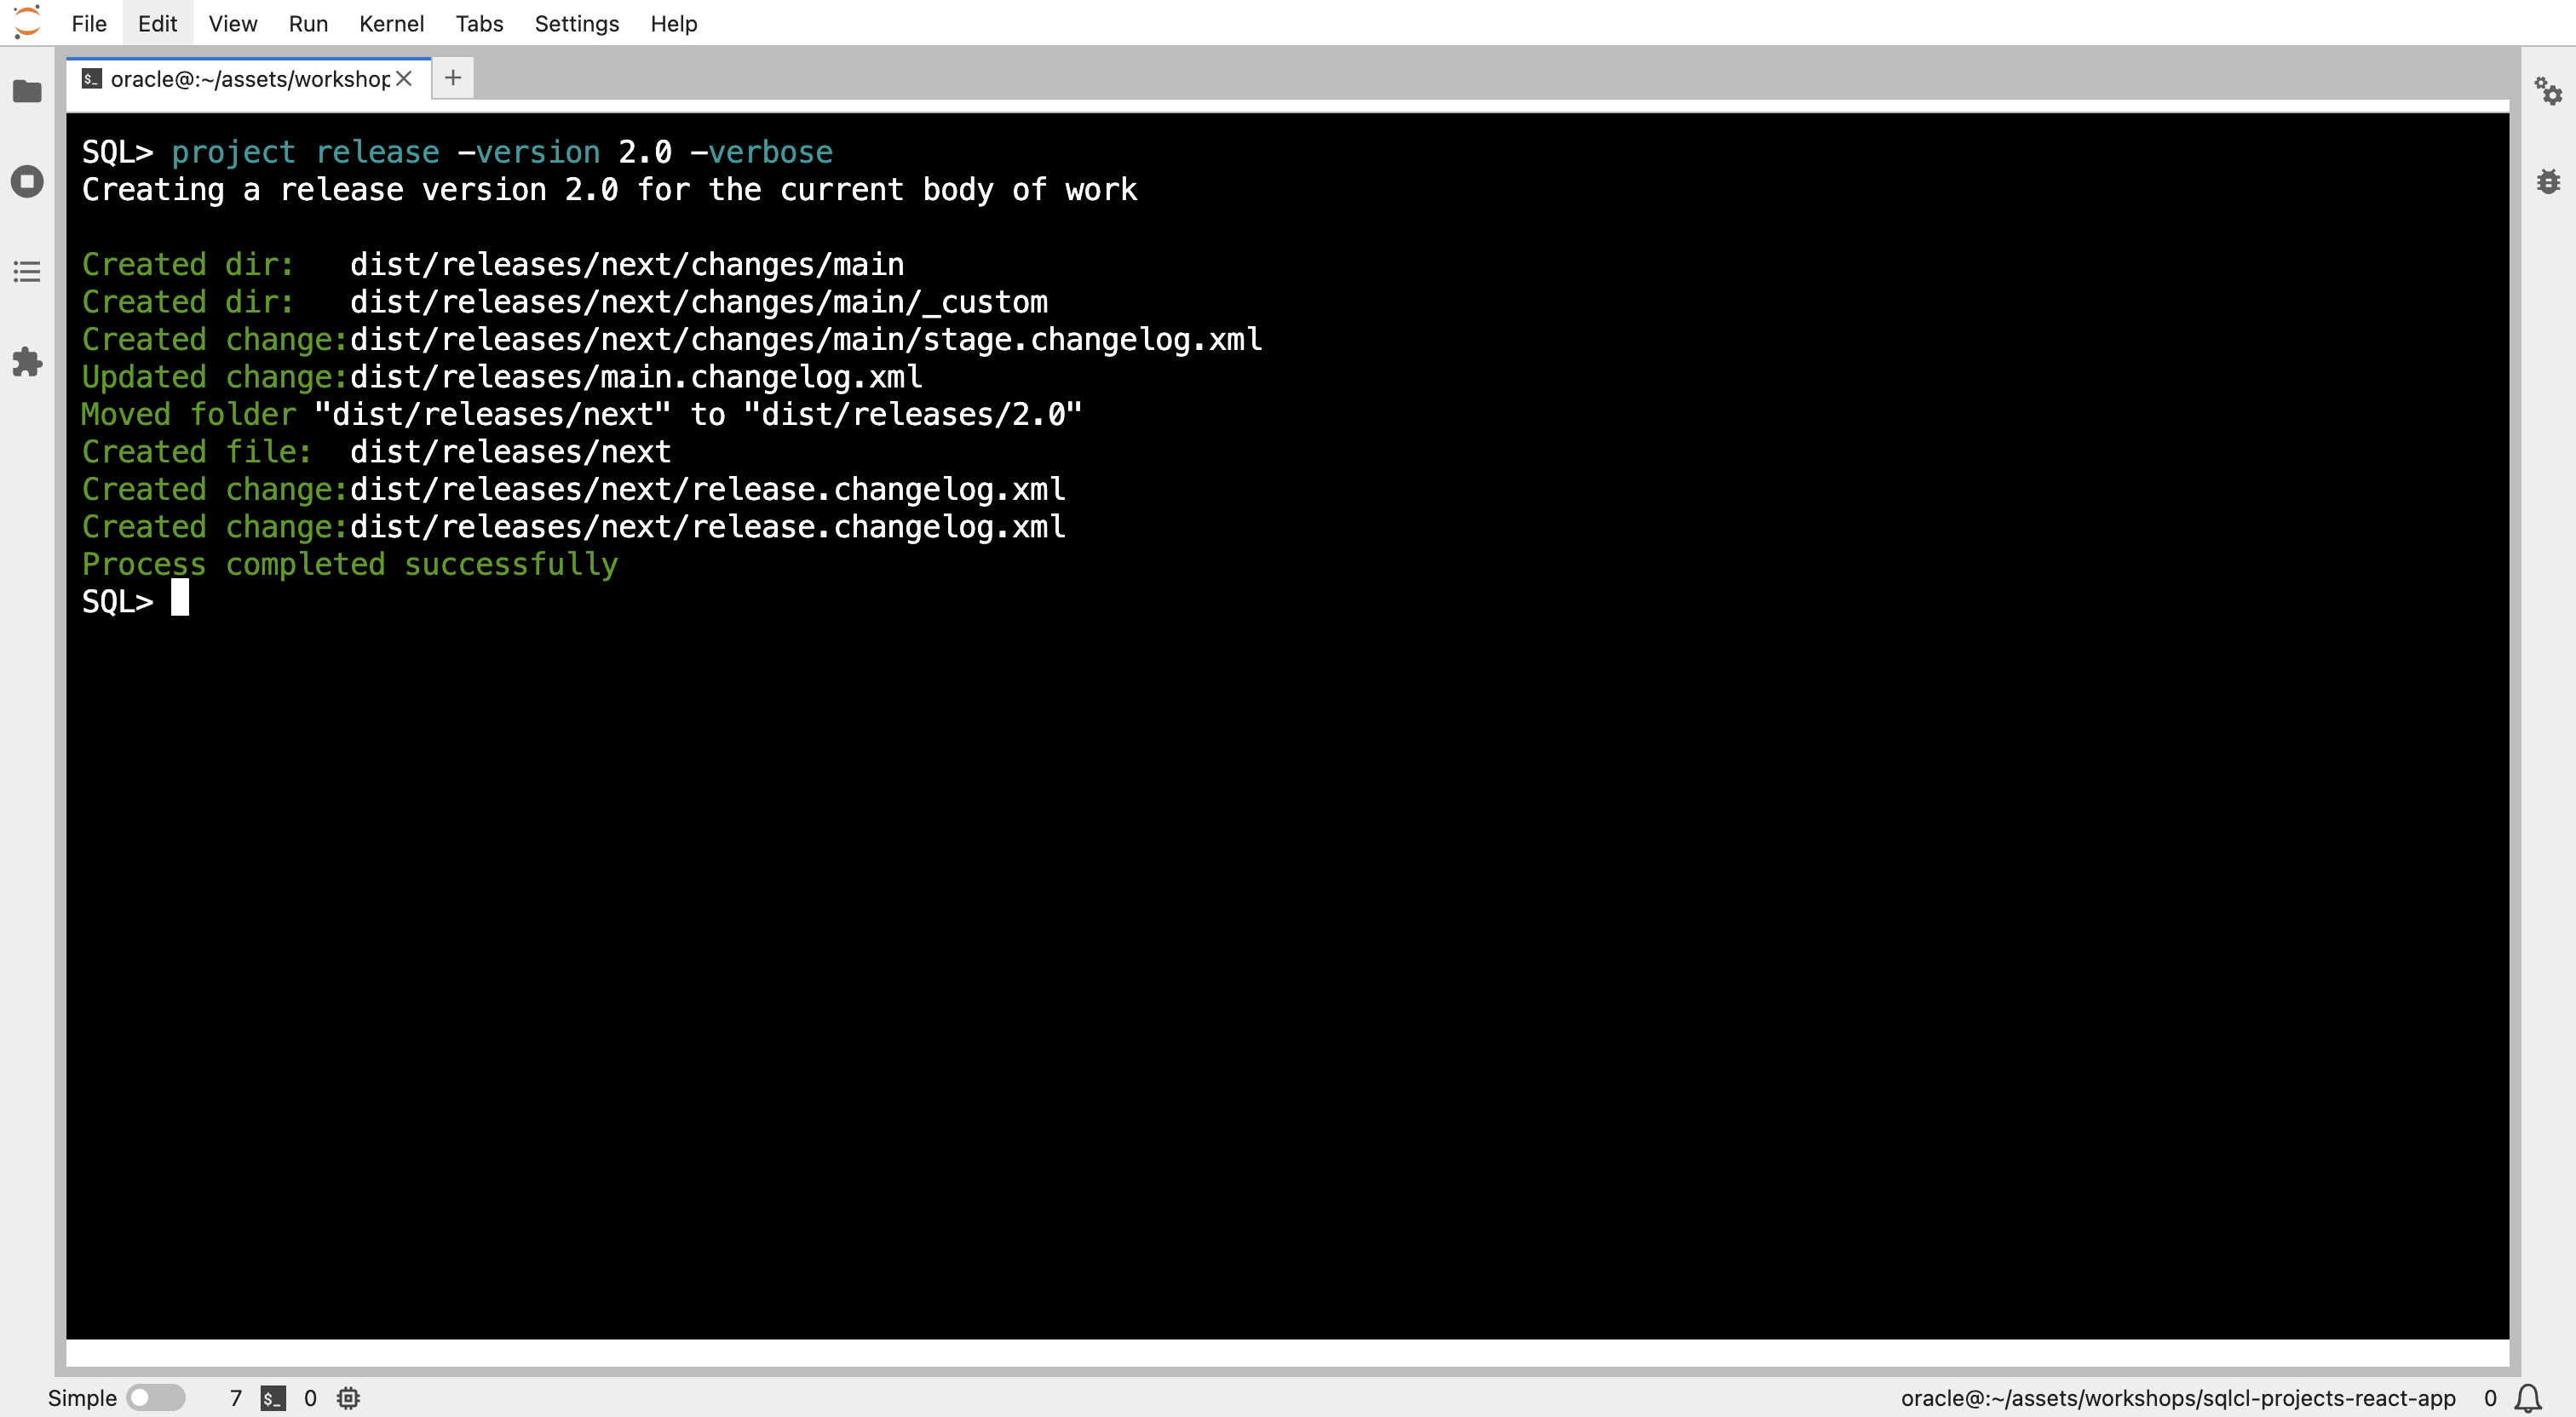 File Edit View Run Kernel Tabs Settings Help
$_ oracle@:~/assets/workshop
SQL> project release –version 2.0 –verbose
Creating a release version 2.0 for the current body of work
Created dir: dist/releases/next/changes/main
Created dir: dist/releases/next/changes/main/_custom
Created change:dist/releases/next/changes/main/stage.changelog.xml
Updated change:dist/releases/main.changelog.xml
Moved folder "dist/releases/next" to "dist/releases/2.0"
Created file: dist/releases/next
Created change:dist/releases/next/release.changelog.xml
Created change:dist/releases/next/release.changelog.xml
Process completed successfully
SQL>
Simple 7 $_ 0 oracle@:~/assets/workshops/sqlcl-projects-react-app 0